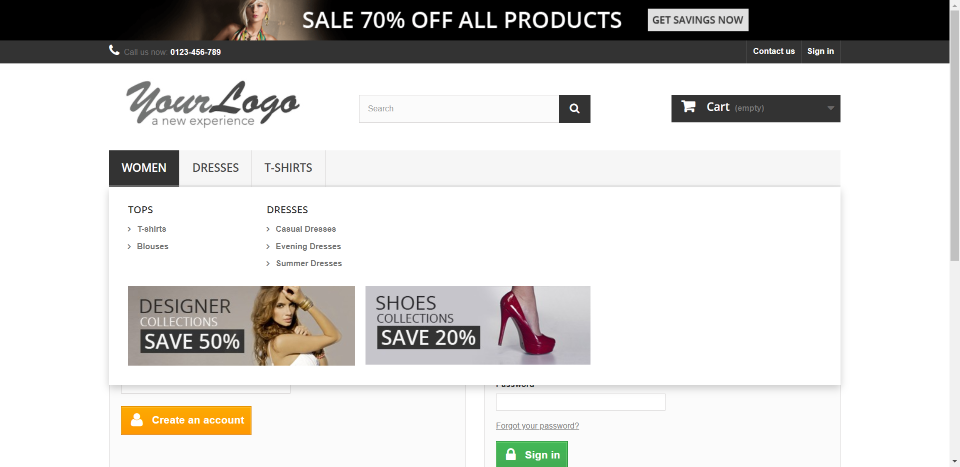 SALE 70% OFF ALL PRODUCTS GET SAVINGS NOW
Call us now: 0123-456-789 Contact us Sign in
YourLogo
a new experience
Search
Cart (empty)
WOMEN DRESSES T-SHIRTS
TOPS DRESSES
T-shirts Casual Dresses
Blouses Evening Dresses
Summer Dresses
DESIGNER
COLLECTIONS
SAVE 50%
SHOES
COLLECTIONS
SAVE 20%
Password
Create an account
Forgot your password?
Sign in